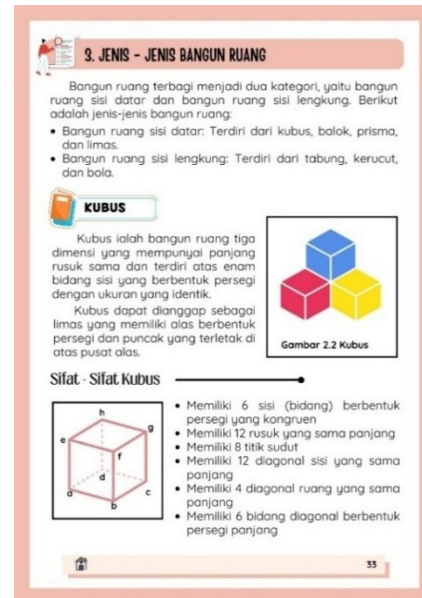 3. JENIS - JENIS BANGUN RUANG
Bangun ruang terbagi menjadi dua kategori, yaitu bangun
ruang sisi datar dan bangun ruang sisi lengkung. Berikut
adalah jenis-jenis bangun ruang:
• Bangun ruang sisi datar: Terdiri dari kubus, balok, prisma,
dan limas.
• Bangun ruang sisi lengkung: Terdiri dari tabung, kerucut,
dan bola.
KUBUS
Kubus ialah bangun ruang tiga
dimensi yang mempunyai panjang
rusuk sama dan terdiri atas enam
bidang sisi yang berbentuk persegi
dengan ukuran yang identik.
Kubus dapat dianggap sebagai
limas yang memiliki alas berbentuk
persegi dan puncak yang terletak di
atas pusat alas.
Gambar 2.2 Kubus
Sifat - Sifat Kubus
h
g
e
f
d
a
c
b
• Memiliki 6 sisi (bidang) berbentuk
persegi yang kongruen
• Memiliki 12 rusuk yang sama panjang
• Memiliki 8 titik sudut
• Memiliki 12 diagonal sisi yang sama
panjang
• Memiliki 4 diagonal ruang yang sama
panjang
• Memiliki 6 bidang diagonal berbentuk
persegi panjang
33